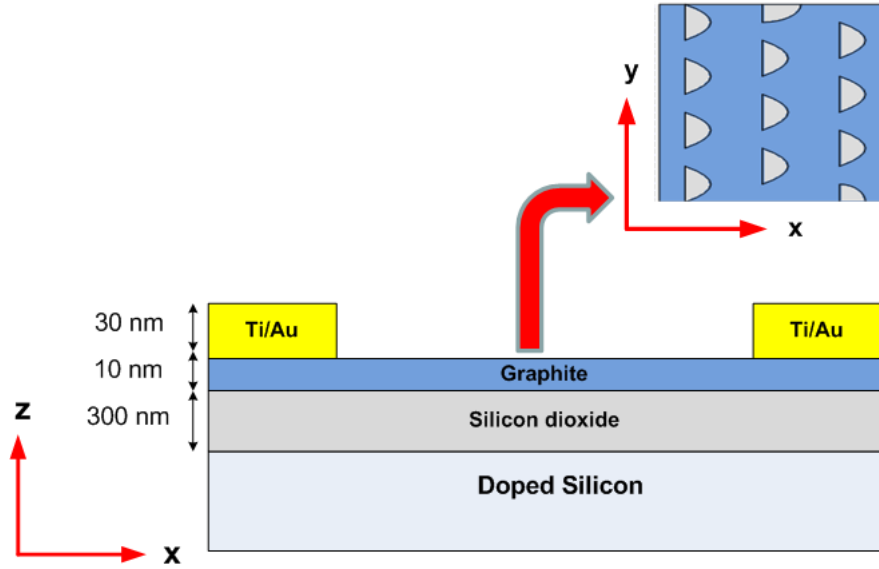 y
x
30 nm
Ti/Au
Ti/Au
10 nm
Graphite
z
300 nm
Silicon dioxide
Doped Silicon
x